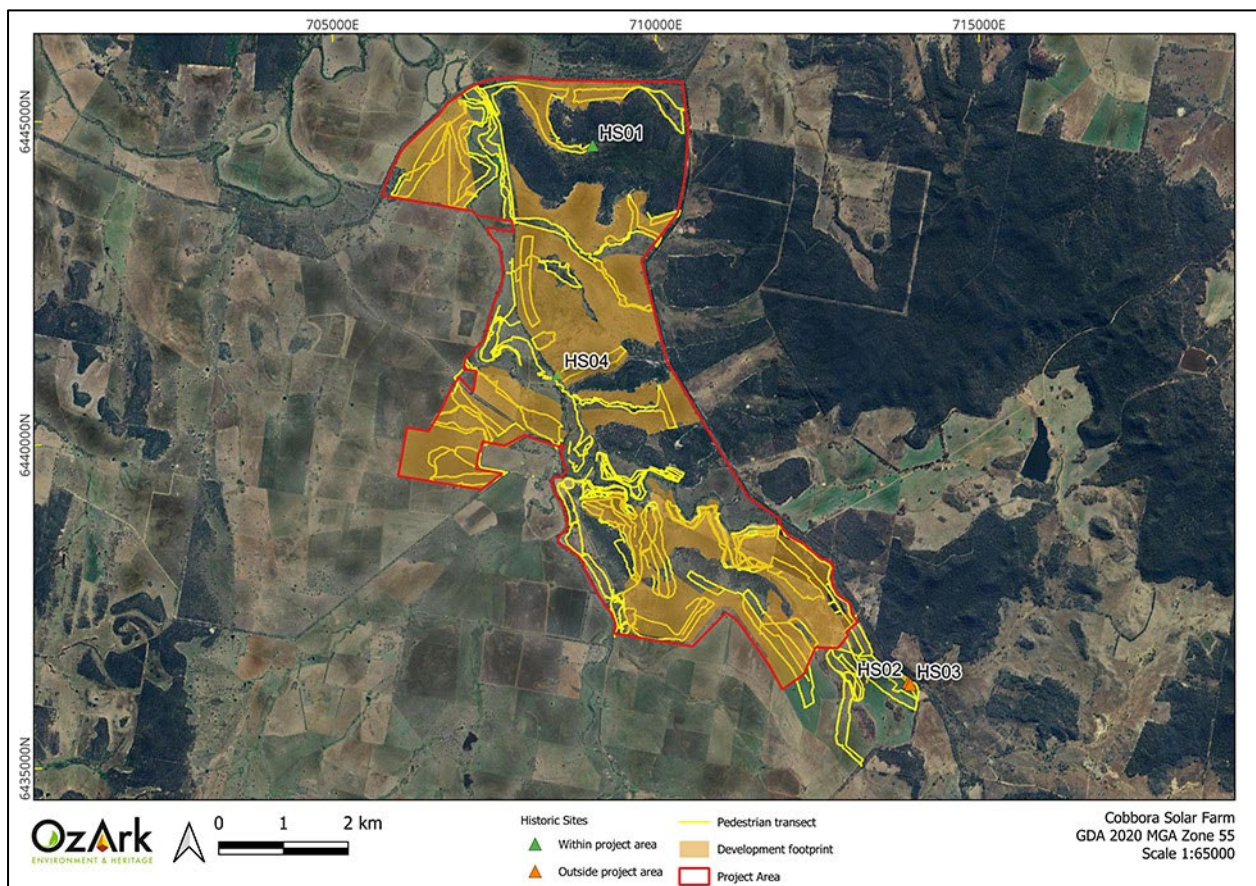 705000E
710000E
715000E
6445000N
6440000N
6435000N
HS01
HS04
HS02
HS03
OzArk
ENVIRONMENT & HERITAGE
0 1 2 km
Historic Sites
Within project area
Outside project area
Pedestrian transect
Development footprint
Project Area
Cobbora Solar Farm
GDA 2020 MGA Zone 55
Scale 1:65000